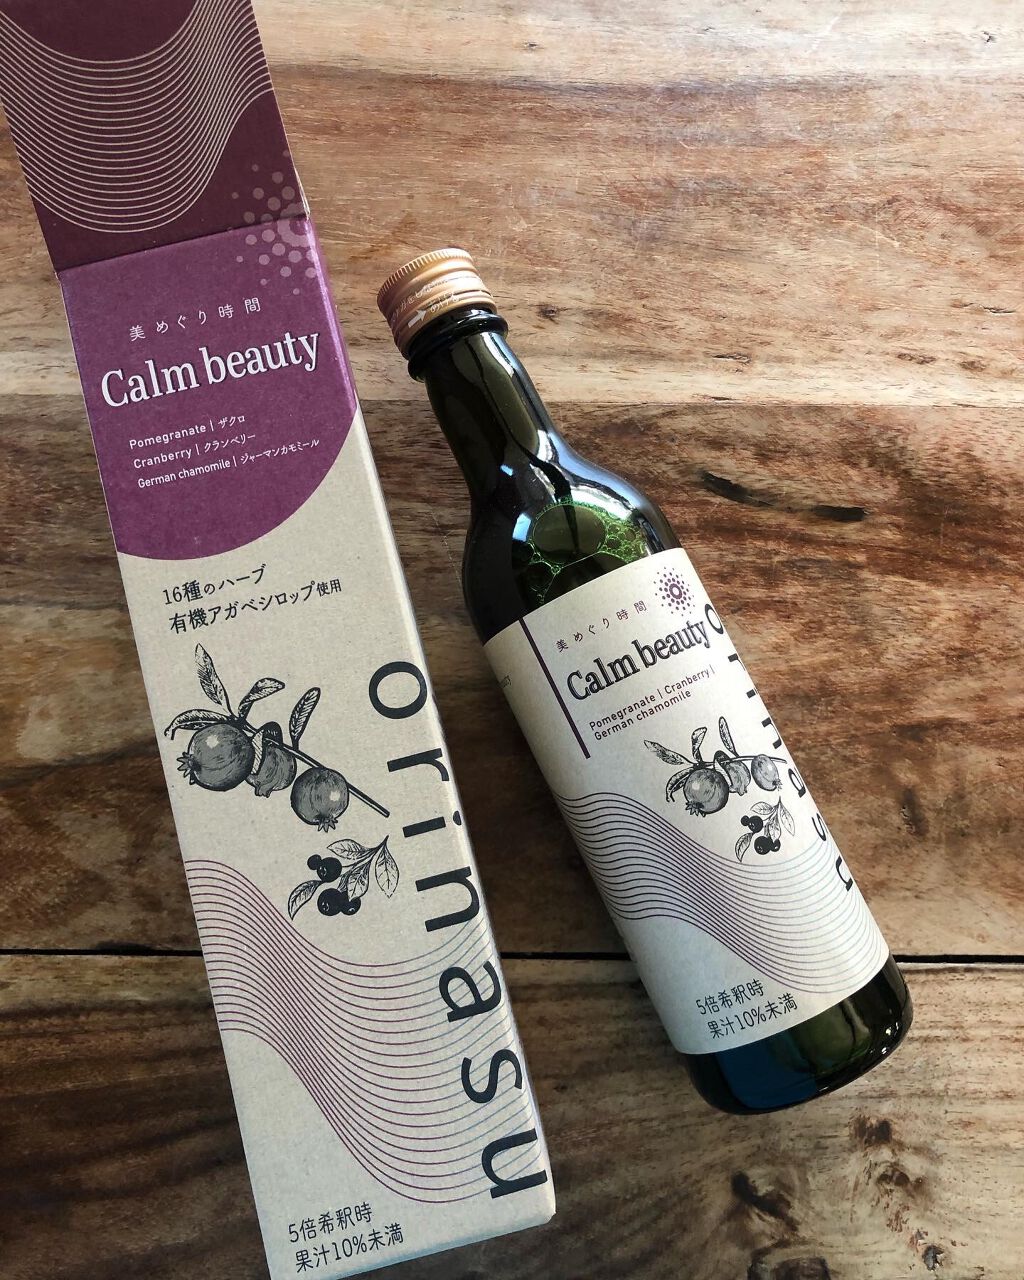 美めぐり時間
Calm beauty
Pomegranate | ザクロ
Cranberry | クランベリー
German chamomile | ジャーマンカモミール
16種のハーブ
有機アガベシロップ使用
orinasu
5倍希釈時
果汁10%未満
美めぐり時間
Calm beauty
Pomegranate | Cranberry |
German chamomile
orinasu
5倍希釈時
果汁10%未満